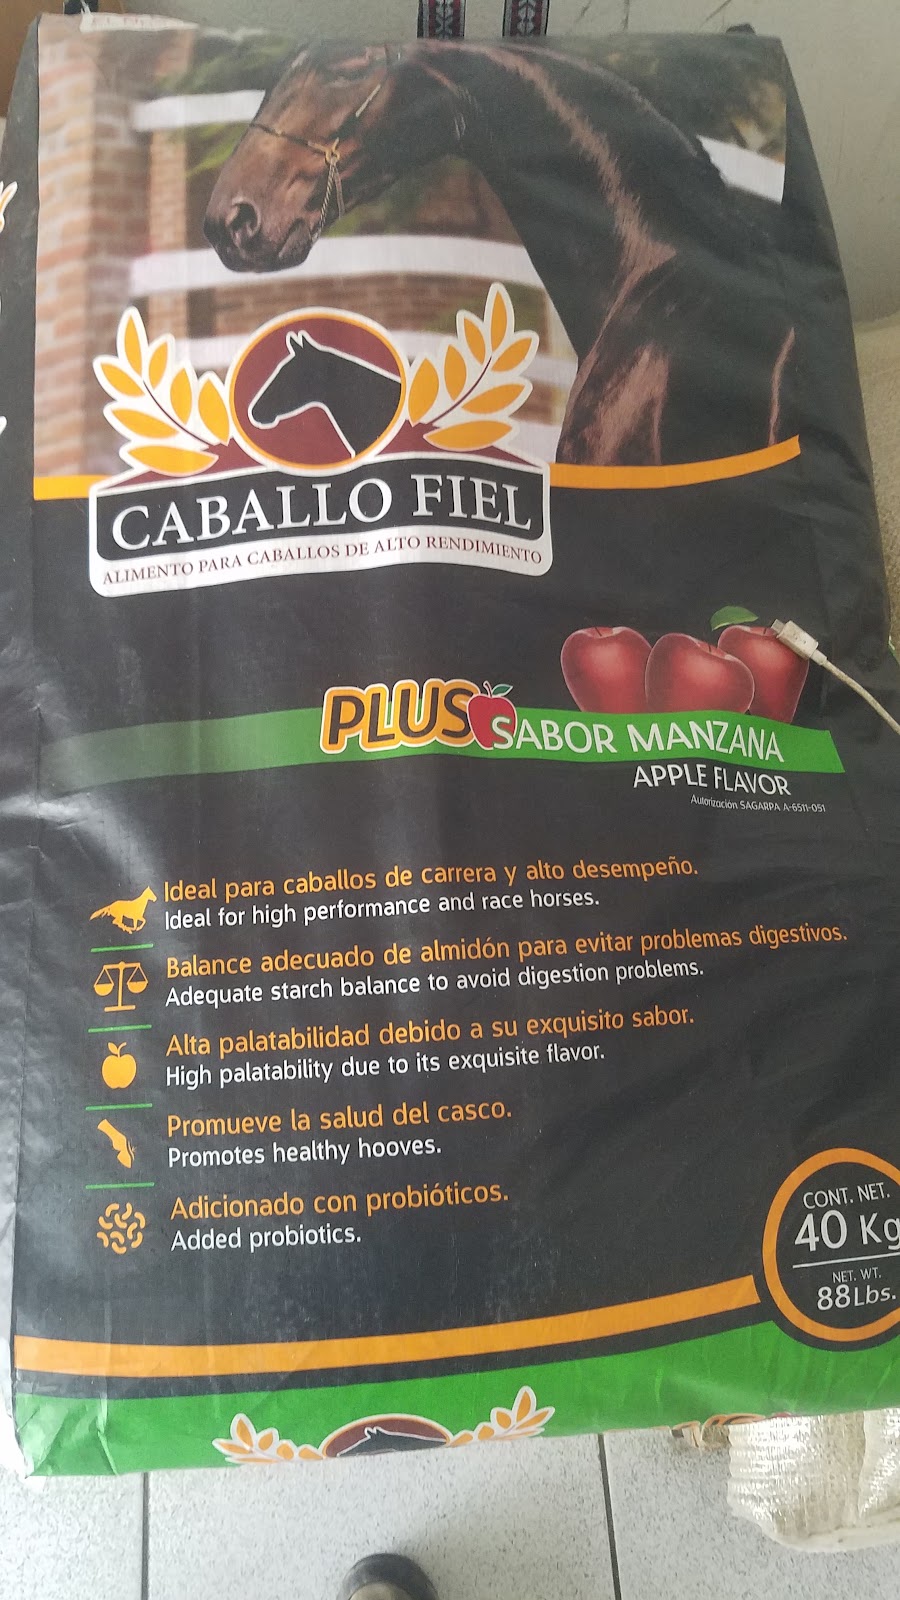 CABALLO FIEL
ALIMENTO PARA CABALLOS DE ALTO RENDIMIENTO
PLUS SABOR MANZANA
APPLE FLAVOR
Autorización SAGARPA A-6511-051
Ideal para caballos de carrera y alto desempeño.
Ideal for high performance and race horses.
Balance adecuado de almidón para evitar problemas digestivos.
Adequate starch balance to avoid digestion problems.
Alta palatabilidad debido a su exquisito sabor.
High palatability due to its exquisite flavor.
Promueve la salud del casco.
Promotes healthy hooves.
Adicionado con probióticos.
Added probiotics.
CONT. NET.
40 Kg
NET. WT.
88 Lbs.